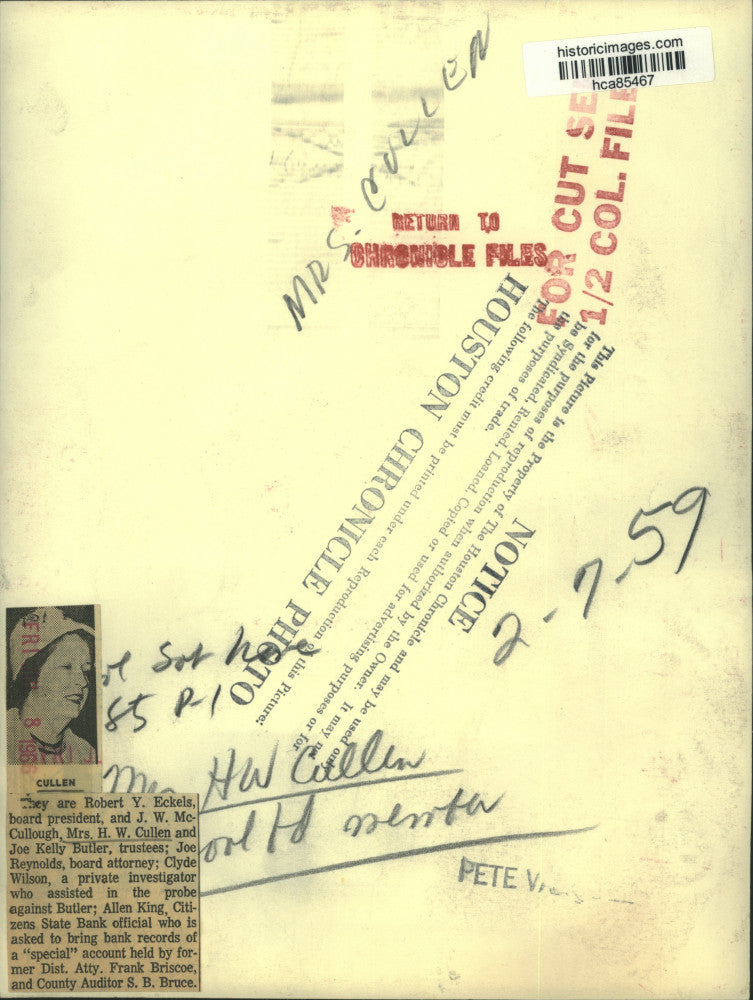 historicimages.com
hca85467
MRS. CULLEN
FOR CUT SE
1/2 COL. FILE
RETURN TO
CHRONICLE FILES
HOUSTON CHRONICLE PHOTO
The following credit must be printed under each Reproduction of this Picture:
NOTICE
This Picture is the Property of The Houston Chronicle and may be used only
for the purposes of reproduction when authorized by the Owner. It may not
be Syndicated, Rented, Loaned, Copied or used for advertising purposes or for
the purposes of trade.
2-7-59
85 P-1
Mrs HW Cullen
member
PETE
FRI
8
CULLEN
They are Robert Y. Eckels,
board president, and J. W. Mc-
Cullough, Mrs. H. W. Cullen and
Joe Kelly Butler, trustees; Joe
Reynolds, board attorney; Clyde
Wilson, a private investigator
who assisted in the probe
against Butler; Allen King, Citi-
zens State Bank official who is
asked to bring bank records of
a "special" account held by for-
mer Dist. Atty. Frank Briscoe,
and County Auditor S. B. Bruce.